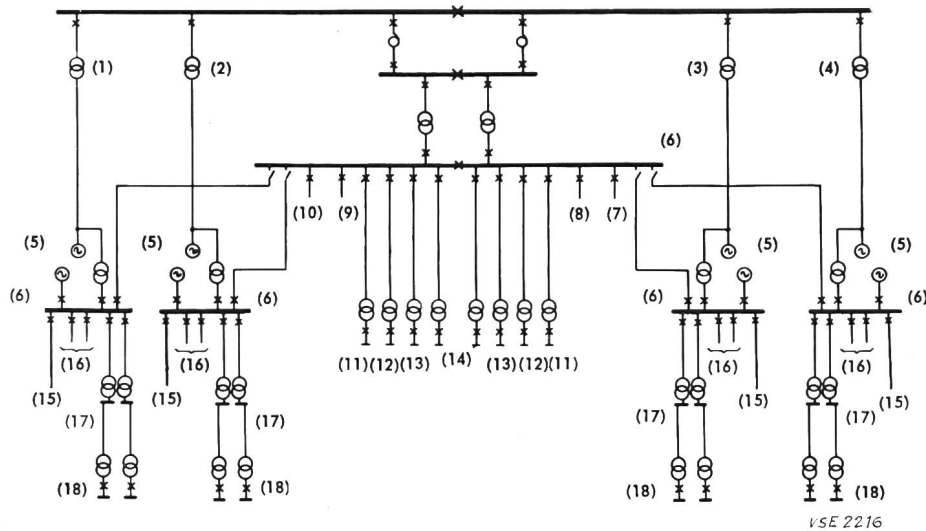 (1) (2) (3) (4)
(6)
(10) (9) (8) (7)
(5) (5) (5) (5)
(6) (6) (6) (6)
(11) (12) (13) (14) (13) (12) (11)
(16) (16) (16) (16)
(15) (15) (15) (15)
(17) (17) (17) (17)
(18) (18) (18) (18)
VSE 2216